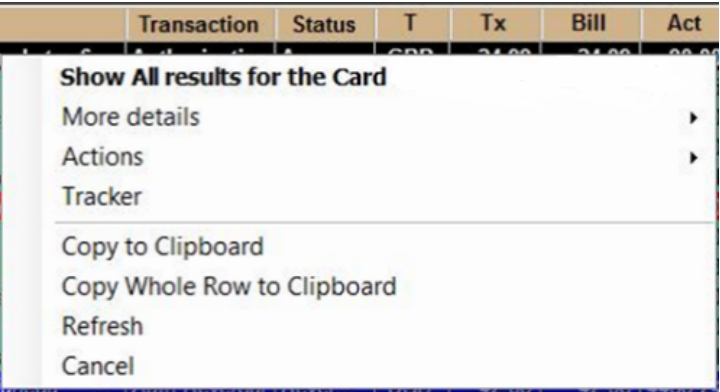 Transaction Status T Tx Bill Act
Show All results for the Card
More details
Actions
Tracker
Copy to Clipboard
Copy Whole Row to Clipboard
Refresh
Cancel